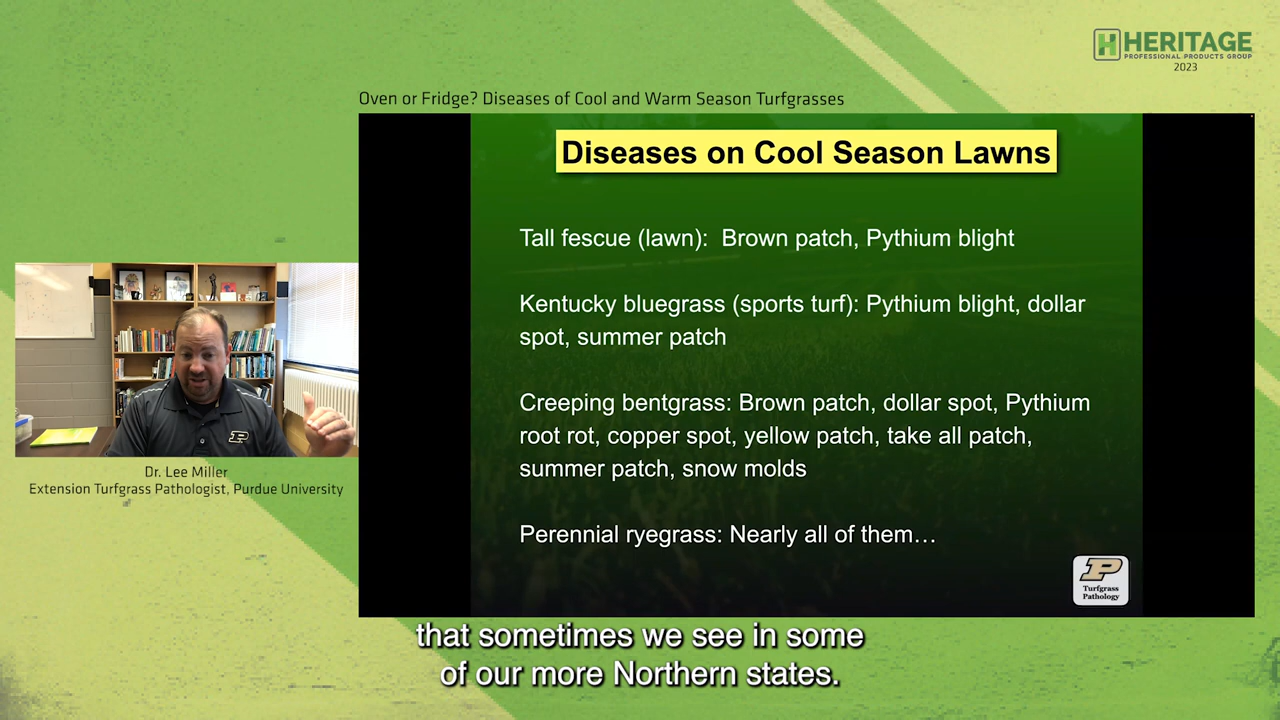 HERITAGE
PROFESSIONAL PRODUCTS GROUP
2023
Oven or Fridge? Diseases of Cool and Warm Season Turfgrasses
Diseases on Cool Season Lawns
Tall fescue (lawn): Brown patch, Pythium blight
Kentucky bluegrass (sports turf): Pythium blight, dollar
spot, summer patch
Creeping bentgrass: Brown patch, dollar spot, Pythium
root rot, copper spot, yellow patch, take all patch,
summer patch, snow molds
Perennial ryegrass: Nearly all of them…
P
Turfgrass
Pathology
P
Dr. Lee Miller
Extension Turfgrass Pathologist, Purdue University
that sometimes we see in some
of our more Northern states.